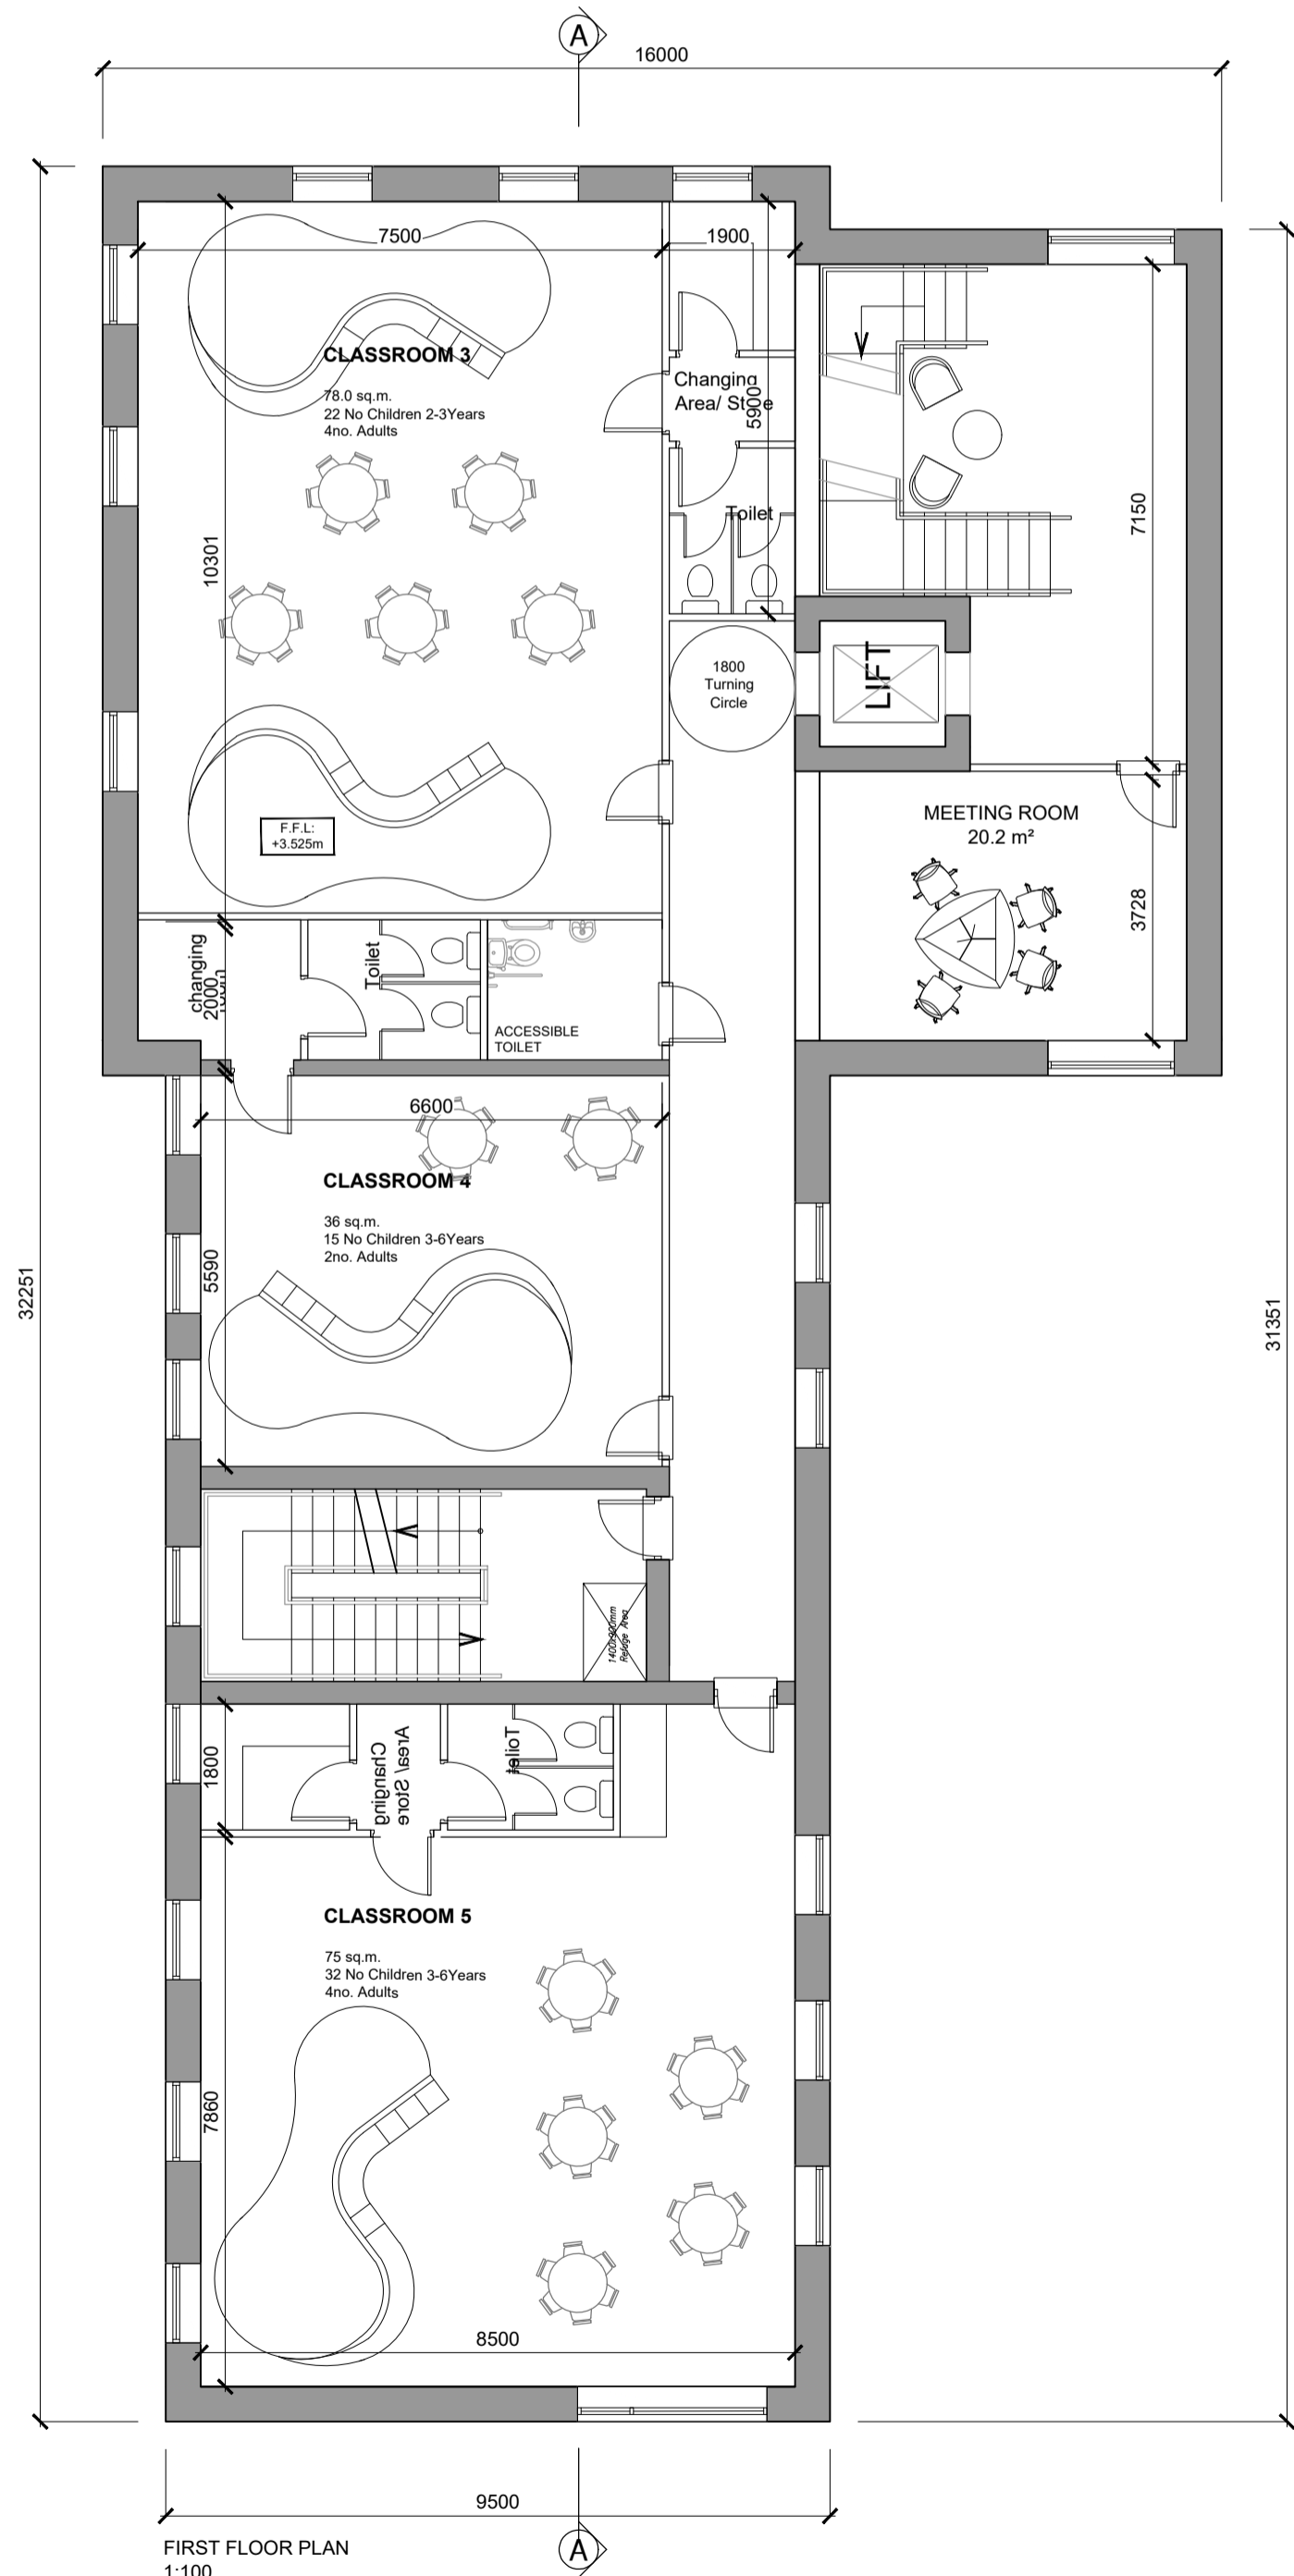 A
16000
7500
1900
CLASSROOM 3
78.0 sq.m.
22 No Children 2-3Years
4no. Adults
Changing
Area/ Store
5900
Toilet
7150
10301
1800
Turning
Circle
LIFT
F.F.L:
+3.525m
MEETING ROOM
20.2 m²
3728
changing
2000
Toilet
ACCESSIBLE
TOILET
6600
CLASSROOM 4
36 sq.m.
15 No Children 3-6Years
2no. Adults
5590
32251
31351
1400x900mm
Refuge Area
1800
Changing
Area/ Store
Toilet
CLASSROOM 5
75 sq.m.
32 No Children 3-6Years
4no. Adults
7860
8500
9500
FIRST FLOOR PLAN
1:100
A